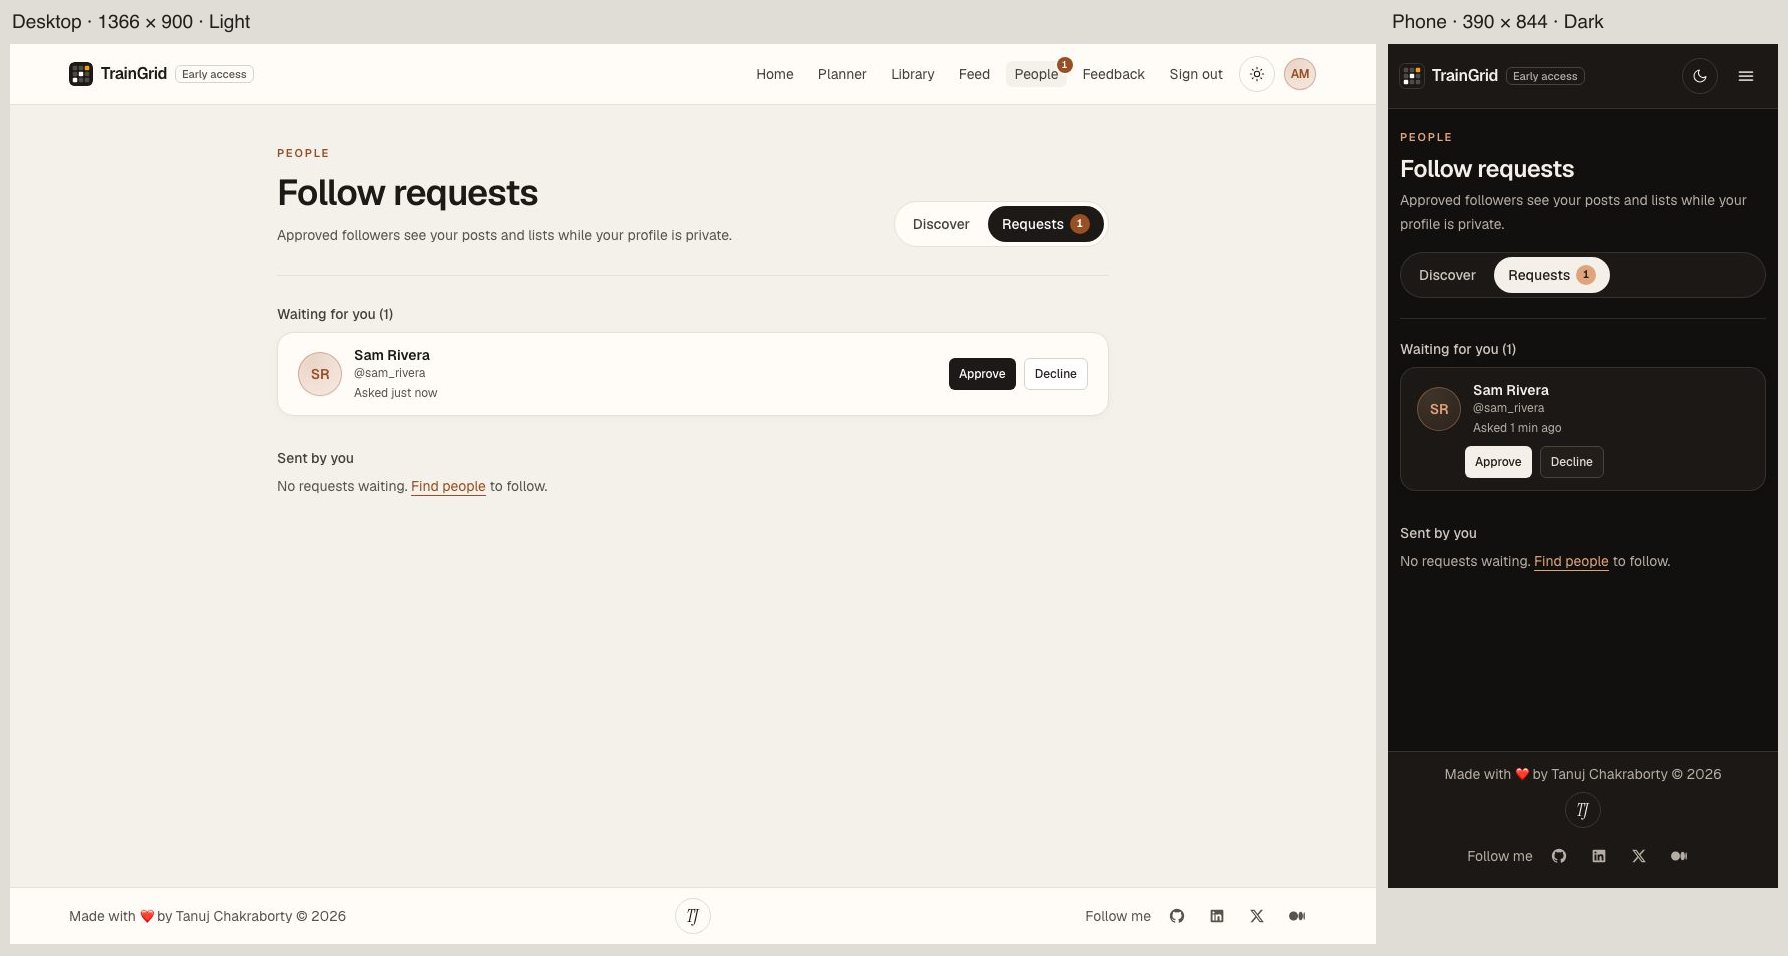 Desktop · 1366 × 900 · Light
TrainGrid Early access
Home Planner Library Feed People 1 Feedback Sign out AM
PEOPLE
Follow requests
Approved followers see your posts and lists while your profile is private.
Discover Requests 1
Waiting for you (1)
SR
Sam Rivera
@sam_rivera
Asked just now
Approve Decline
Sent by you
No requests waiting. Find people to follow.
Made with ❤️ by Tanuj Chakraborty © 2026
TJ
Follow me
Phone · 390 × 844 · Dark
TrainGrid Early access
PEOPLE
Follow requests
Approved followers see your posts and lists while your
profile is private.
Discover Requests 1
Waiting for you (1)
SR
Sam Rivera
@sam_rivera
Asked 1 min ago
Approve Decline
Sent by you
No requests waiting. Find people to follow.
Made with ❤️ by Tanuj Chakraborty © 2026
TJ
Follow me